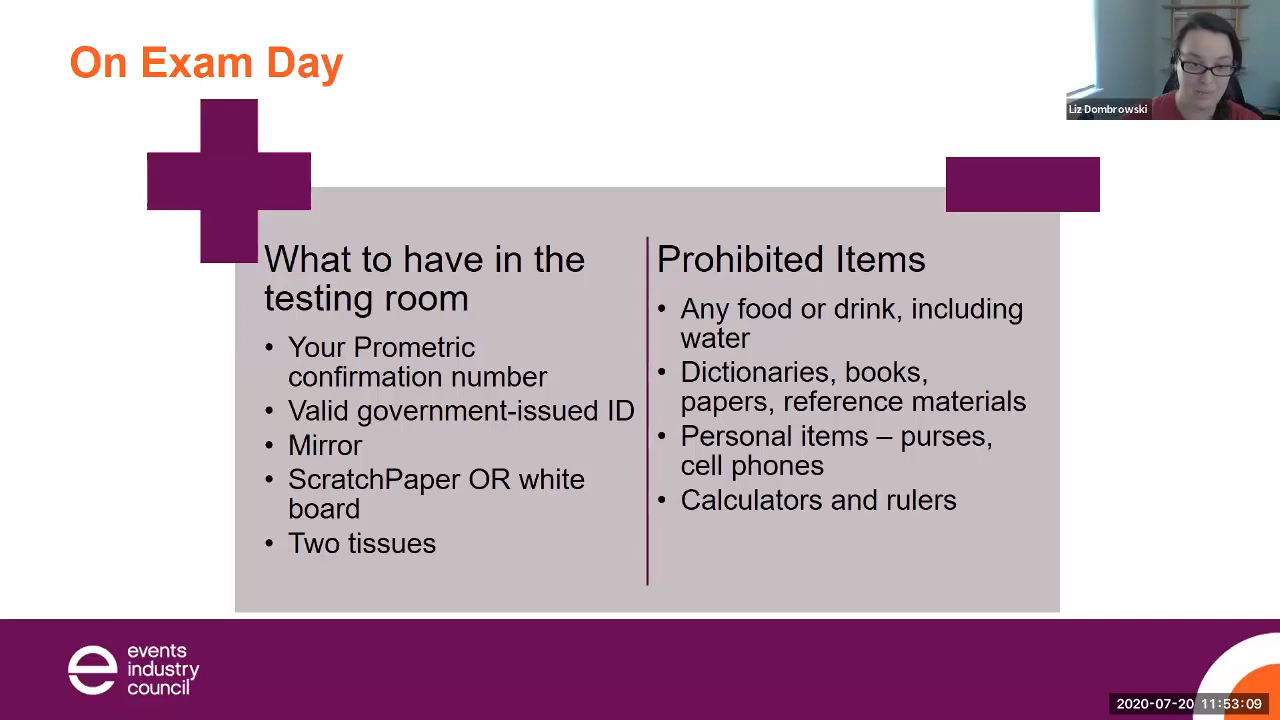 On Exam Day
Liz Dombrowski
What to have in the
testing room
• Your Prometric
confirmation number
• Valid government-issued ID
• Mirror
• ScratchPaper OR white
board
• Two tissues
Prohibited Items
• Any food or drink, including
water
• Dictionaries, books,
papers, reference materials
• Personal items – purses,
cell phones
• Calculators and rulers
events
industry
council
2020-07-20 11:53:09